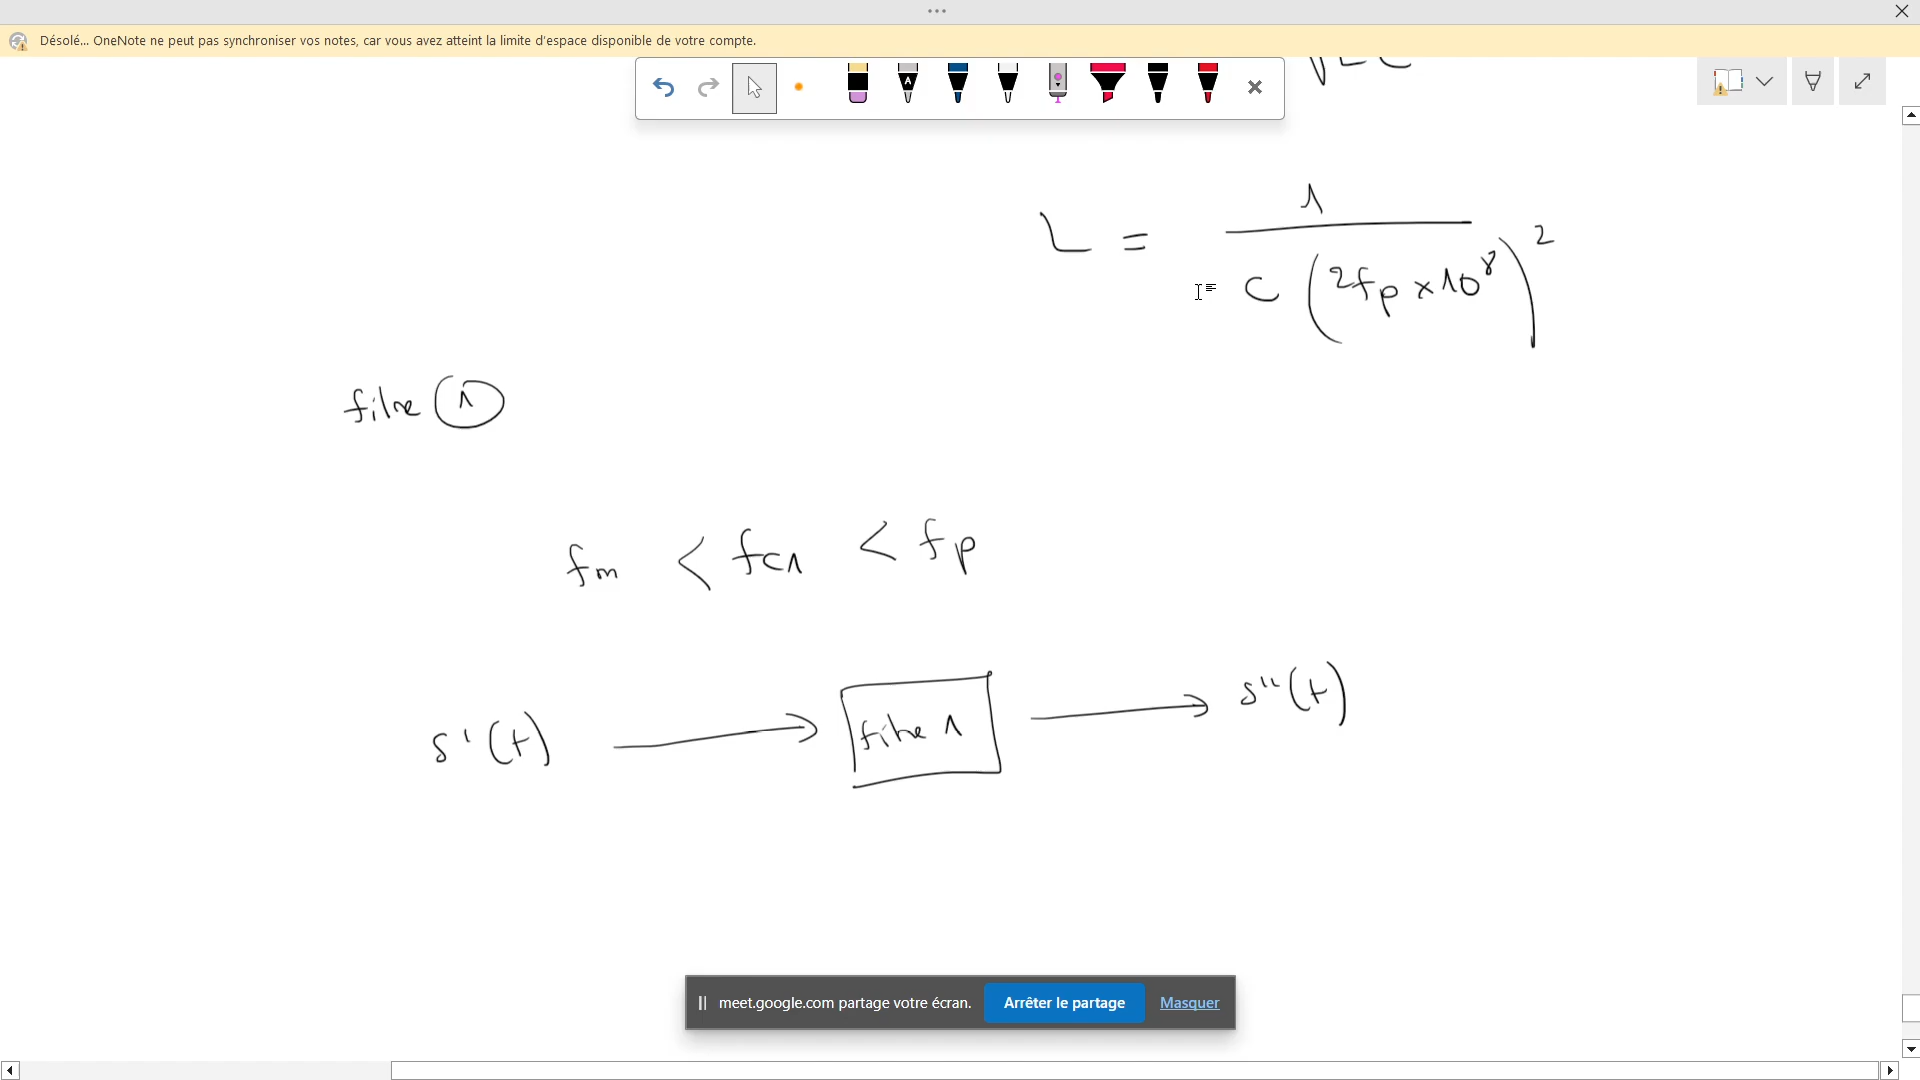 Désolé... OneNote ne peut pas synchroniser vos notes, car vous avez atteint la limite d'espace disponible de votre compte.
L = 1
C (2fp × 10⁸)²
filtre 1
fm < fc1 < fp
s'(t) → filtre 1 → s''(t)
meet.google.com partage votre écran. Arrêter le partage Masquer